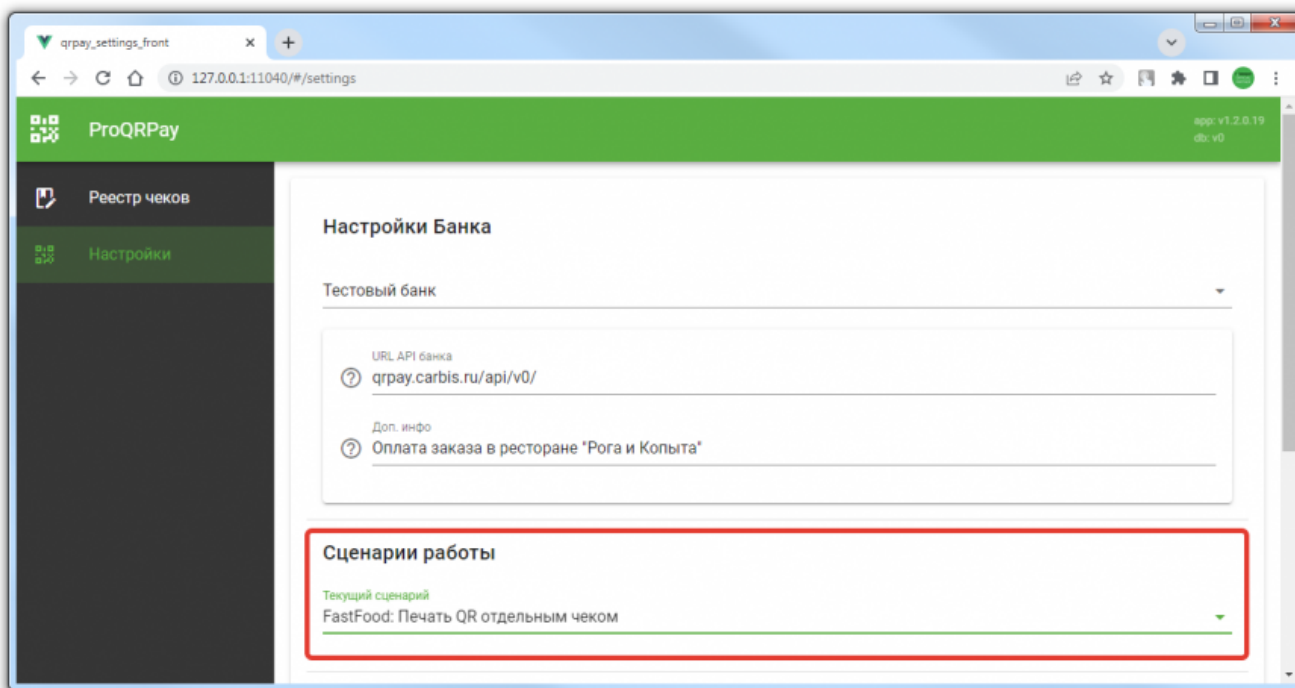 qrpay_settings_front
127.0.0.1:11040/#/settings
ProQRPay
app: v1.2.0.19
db: v0
Реестр чеков
Настройки
Настройки Банка
Тестовый банк
URL API банка
qrpay.carbis.ru/api/v0/
Доп. инфо
Оплата заказа в ресторане "Рога и Копыта"
Сценарии работы
Текущий сценарий
FastFood: Печать QR отдельным чеком